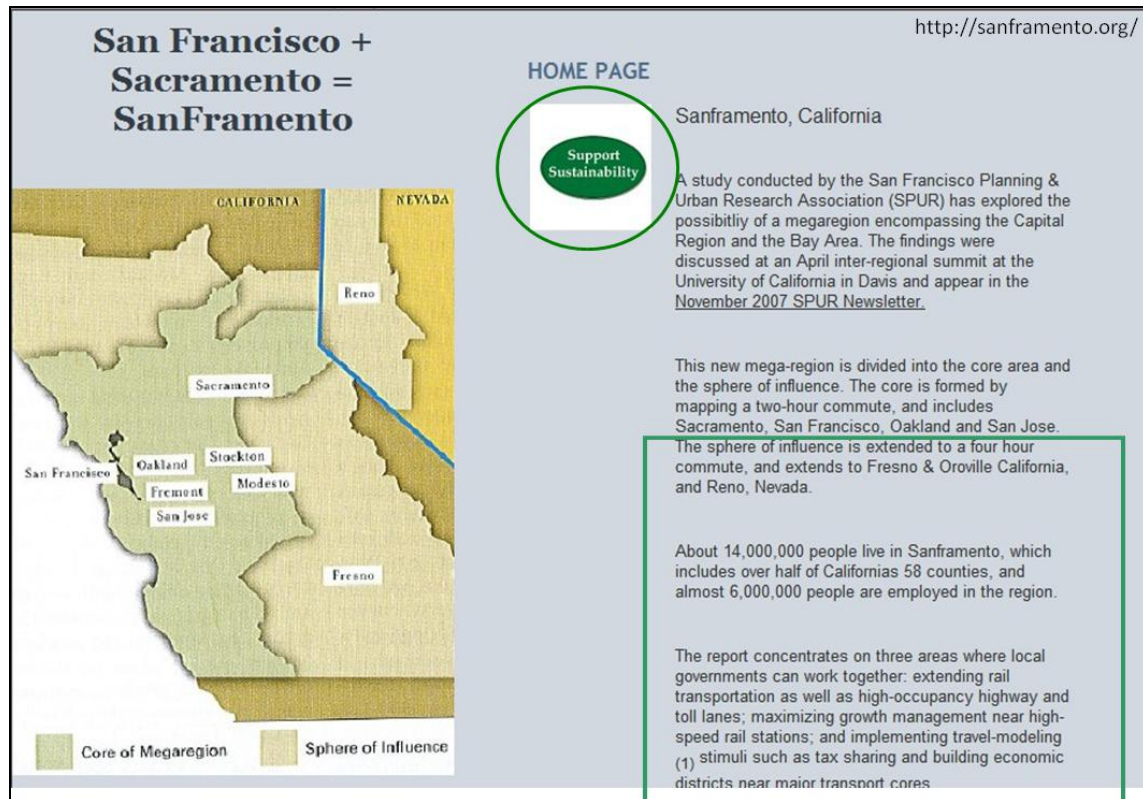 http://sanframento.org/
San Francisco +
Sacramento =
SanFramento
CALIFORNIA
NEVADA
Reno
Sacramento
San Francisco
Oakland
Stockton
Fremont
Modesto
San Jose
Fresno
Core of Megaregion
Sphere of Influence
HOME PAGE
Support
Sustainability
Sanframento, California
A study conducted by the San Francisco Planning &
Urban Research Association (SPUR) has explored the
possibitliy of a megaregion encompassing the Capital
Region and the Bay Area. The findings were
discussed at an April inter-regional summit at the
University of California in Davis and appear in the
November 2007 SPUR Newsletter.
This new mega-region is divided into the core area and
the sphere of influence. The core is formed by
mapping a two-hour commute, and includes
Sacramento, San Francisco, Oakland and San Jose.
The sphere of influence is extended to a four hour
commute, and extends to Fresno & Oroville California,
and Reno, Nevada.
About 14,000,000 people live in Sanframento, which
includes over half of Californias 58 counties, and
almost 6,000,000 people are employed in the region.
The report concentrates on three areas where local
governments can work together: extending rail
transportation as well as high-occupancy highway and
toll lanes; maximizing growth management near high-
speed rail stations; and implementing travel-modeling
(1) stimuli such as tax sharing and building economic
districts near major transport cores